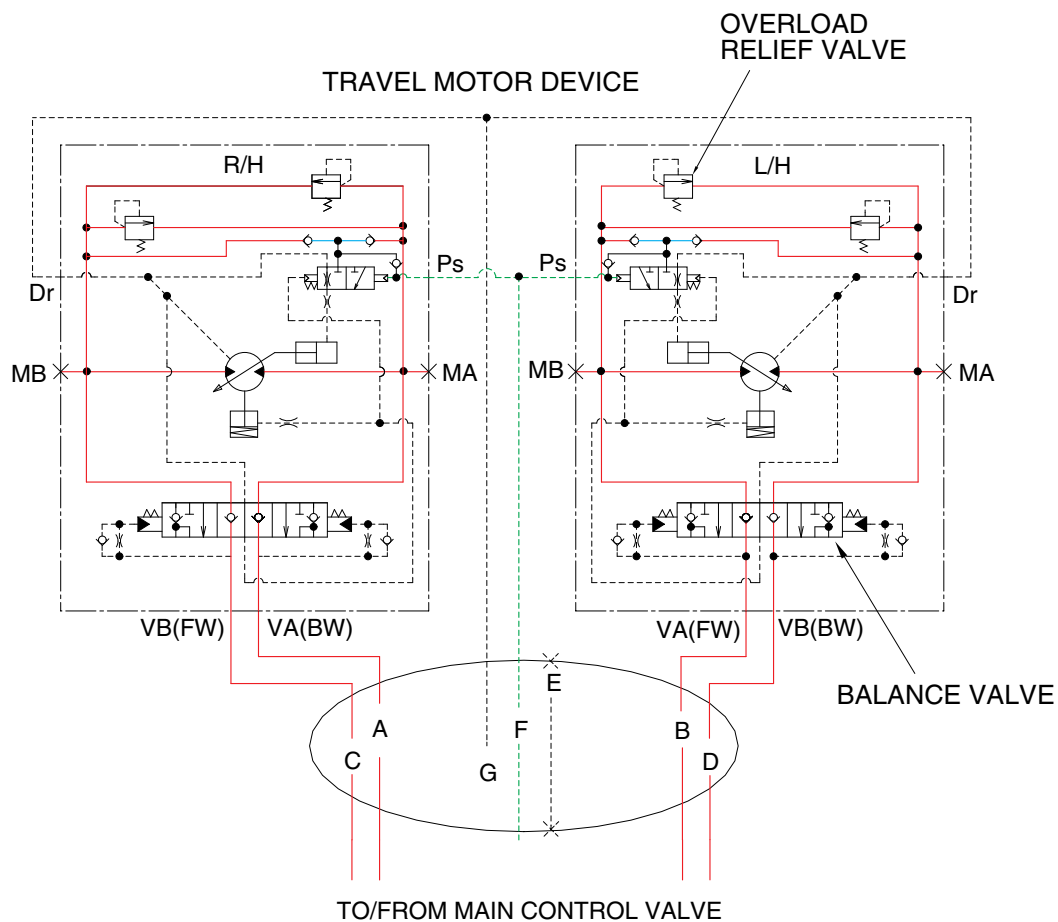 OVERLOAD
RELIEF VALVE
TRAVEL MOTOR DEVICE
R/H
L/H
Ps
Ps
Dr
Dr
MB
MA
MB
MA
VB(FW)
VA(BW)
VA(FW)
VB(BW)
BALANCE VALVE
E
A
F
B
C
G
D
TO/FROM MAIN CONTROL VALVE